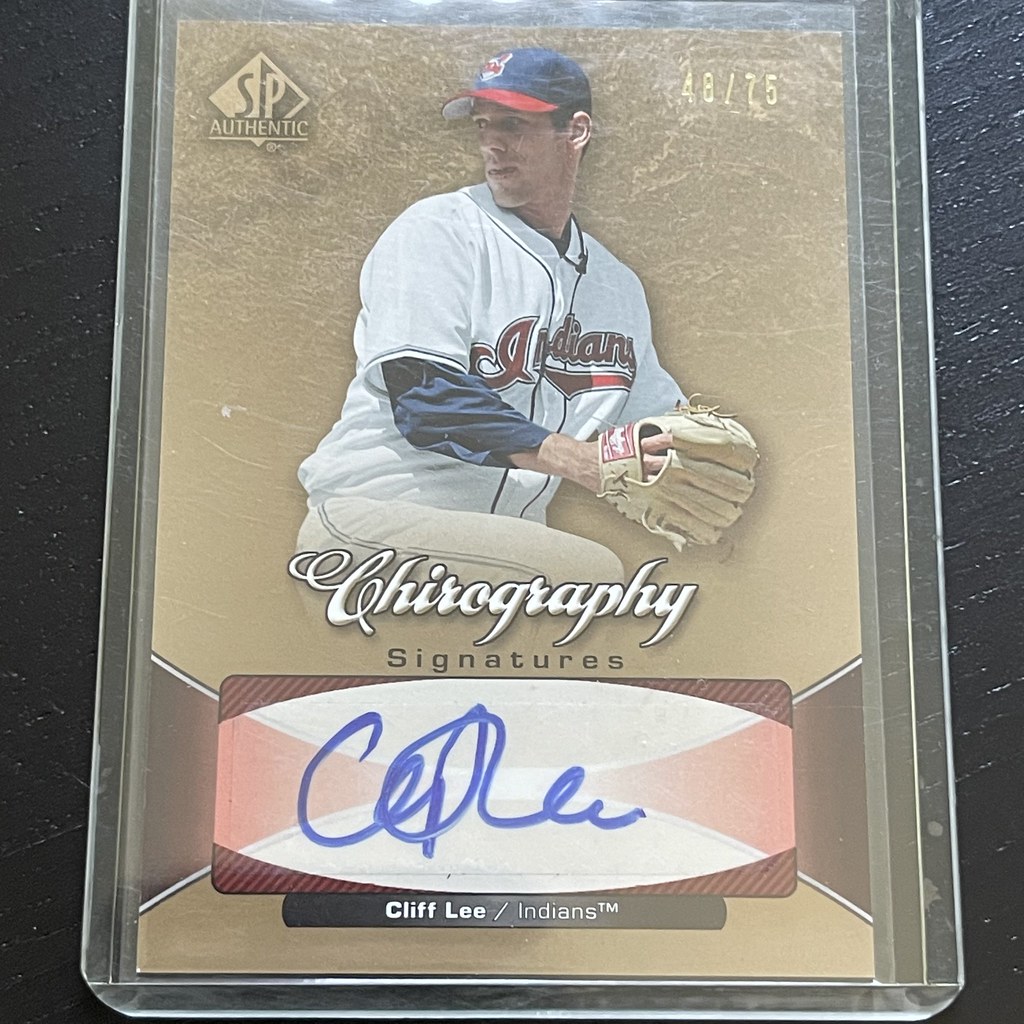 SP
AUTHENTIC
48/75
Indians
Chirography
Signatures
Cliff Lee / Indians™